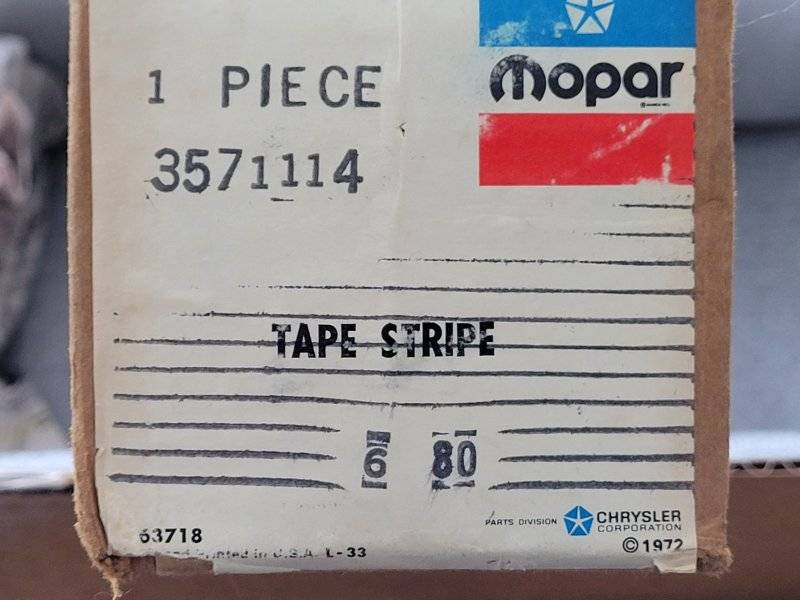 1 PIECE
Mopar
3571114
TAPE STRIPE
6 80
63718
PARTS DIVISION CHRYSLER CORPORATION
Printed in U.S.A. L-33
© 1972